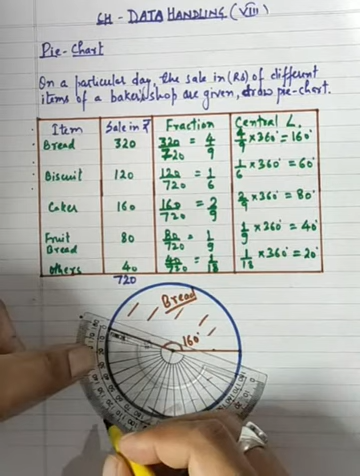 CH - DATA HANDLING (VIII)
Pie-Chart
On a particular day, the sale in (RS) of different
items of a baker's shop are given, draw pie-chart.
Item Sale in ₹ Fraction Central ∠.
Bread 320 320/720 = 4/9 4/9 × 360° = 160°
Biscuit 120 120/720 = 1/6 1/6 × 360° = 60°
Cakes 160 160/720 = 2/9 2/9 × 360° = 80°
Fruit Bread 80 80/720 = 1/9 1/9 × 360° = 40°
Others 40 40/720 = 1/18 1/18 × 360° = 20°
720
Bread
160°